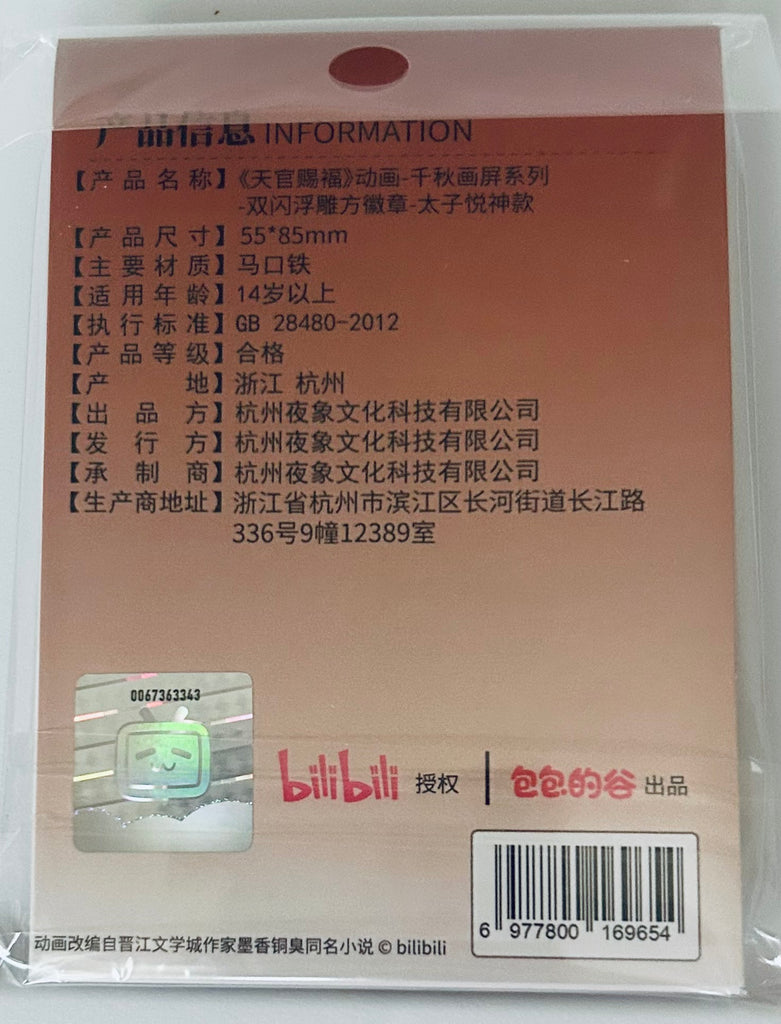 产品信息 INFORMATION
【产品名称】《天官赐福》动画-千秋画屏系列
-双闪浮雕方徽章-太子悦神款
【产品尺寸】55*85mm
【主要材质】马口铁
【适用年龄】14岁以上
【执行标准】GB 28480-2012
【产品等级】合格
【产地】浙江 杭州
【出品方】杭州夜象文化科技有限公司
【发行方】杭州夜象文化科技有限公司
【承制商】杭州夜象文化科技有限公司
【生产商地址】浙江省杭州市滨江区长河街道长江路
336号9幢12389室
0067363343
bilibili 授权 | 包包的谷 出品
6 977800 169654
动画改编自晋江文学城作家墨香铜臭同名小说 © bilibili